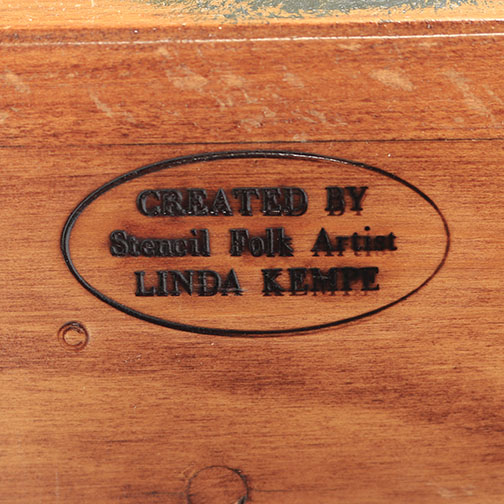 CREATED BY
Stencil Folk Artist
LINDA KEMPE